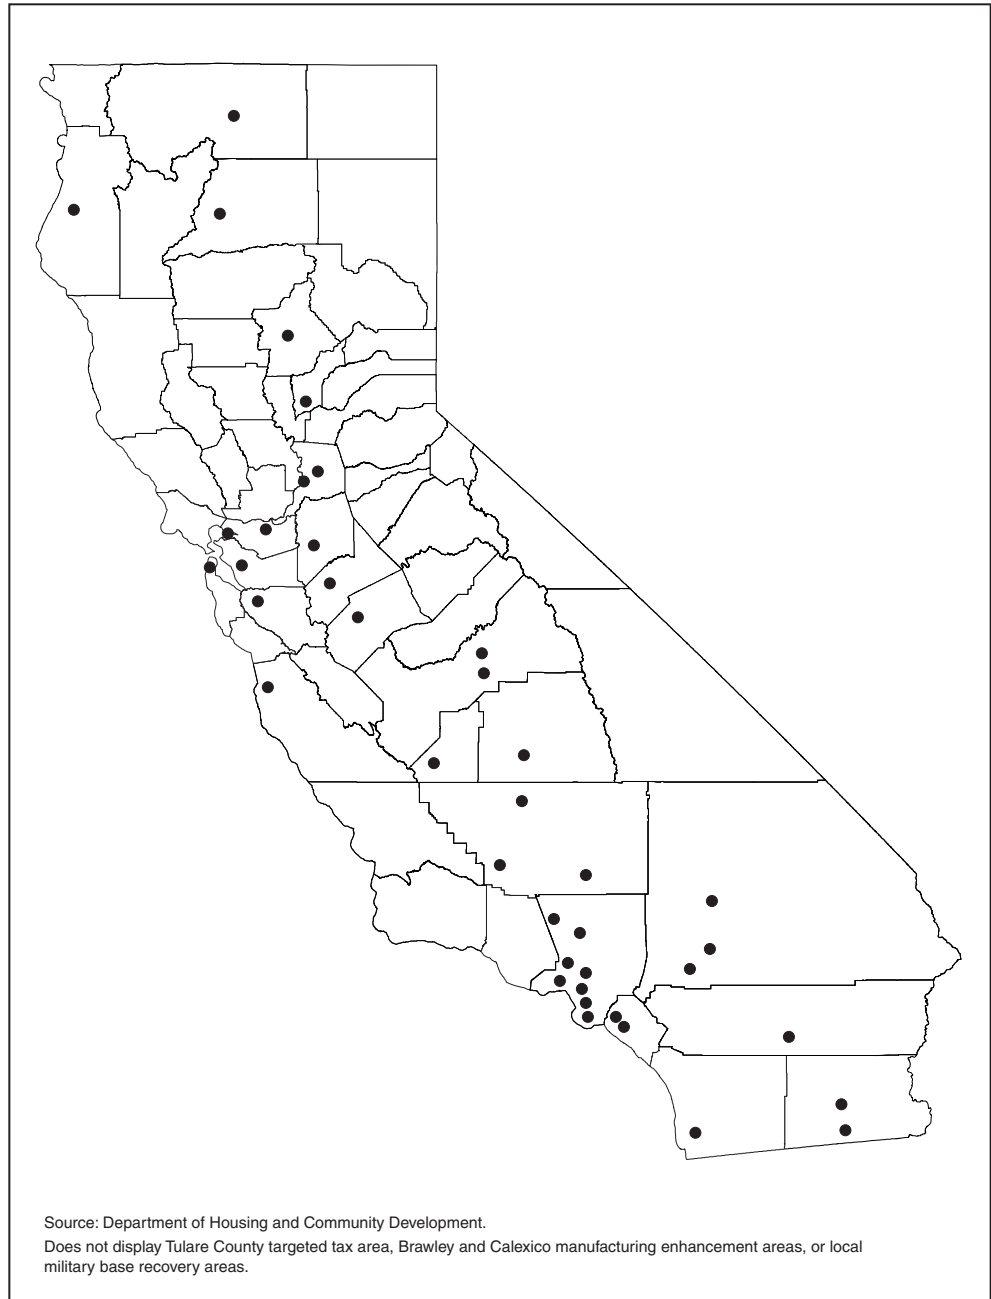 Source: Department of Housing and Community Development.
Does not display Tulare County targeted tax area, Brawley and Calexico manufacturing enhancement areas, or local
military base recovery areas.